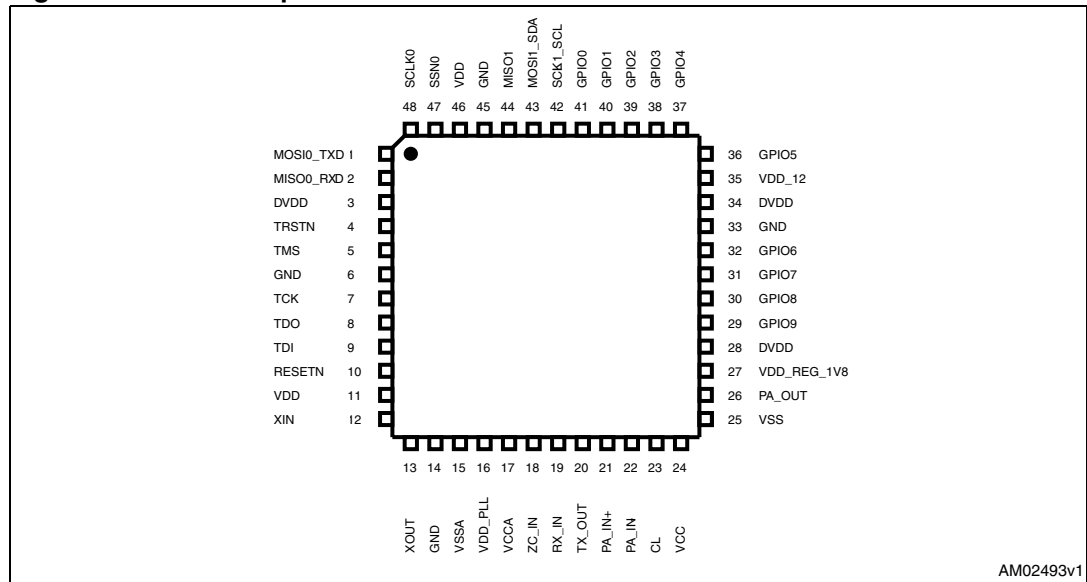 SCLK0 SSN0 VDD GND MISO1 MOSI1_SDA SCK1_SCL GPIO0 GPIO1 GPIO2 GPIO3 GPIO4
48 47 46 45 44 43 42 41 40 39 38 37
MOSI0_TXD 1
MISO0_RXD 2
DVDD 3
TRSTN 4
TMS 5
GND 6
TCK 7
TDO 8
TDI 9
RESETN 10
VDD 11
XIN 12
36 GPIO5
35 VDD_12
34 DVDD
33 GND
32 GPIO6
31 GPIO7
30 GPIO8
29 GPIO9
28 DVDD
27 VDD_REG_1V8
26 PA_OUT
25 VSS
13 14 15 16 17 18 19 20 21 22 23 24
XOUT GND VSSA VDD_PLL VCCA ZC_IN RX_IN TX_OUT PA_IN+ PA_IN CL VCC
AM02493v1